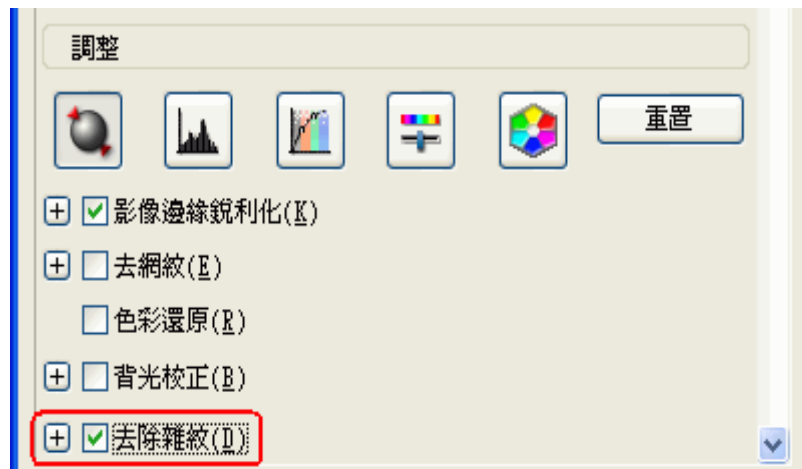 調整
重置
影像邊緣銳利化(K)
去網紋(E)
色彩還原(R)
背光校正(B)
去除雜紋(D)